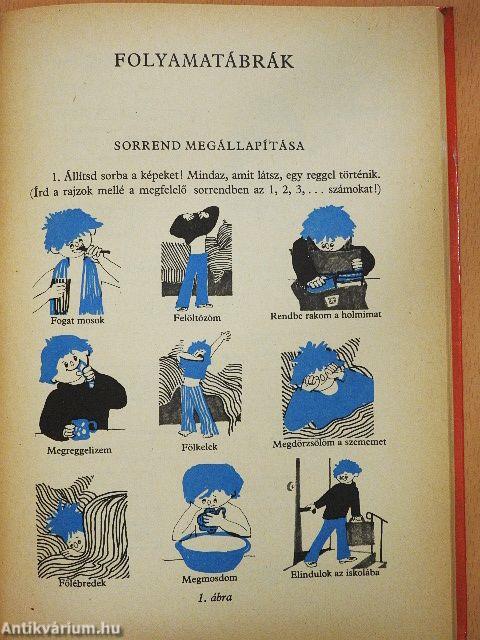 FOLYAMATÁBRÁK
SORREND MEGÁLLAPÍTÁSA
1. Állítsd sorba a képeket! Mindaz, amit látsz, egy reggel történik.
(Írd a rajzok mellé a megfelelő sorrendben az 1, 2, 3, . . . számokat!)
Fogat mosok
Felöltözöm
Rendbe rakom a holmimat
Megreggelizem
Fölkelek
Megdörzsölöm a szememet
Fölébredek
Megmosdom
Elindulok az iskolába
1. ábra
Antikvárium.hu